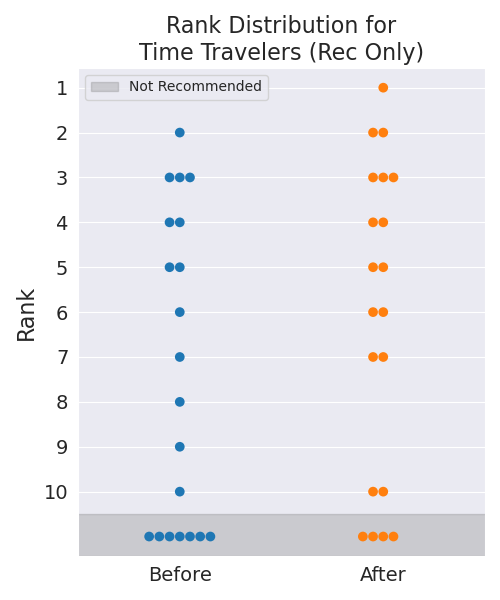 Rank Distribution for
Time Travelers (Rec Only)
Not Recommended
1
2
3
4
5
6
7
8
9
10
Rank
Before
After